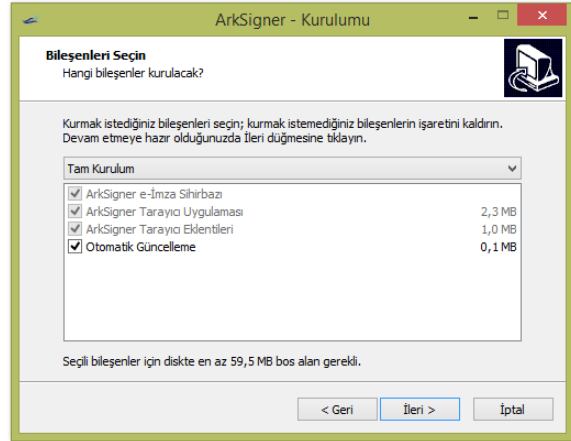 ArkSigner - Kurulumu
Bileşenleri Seçin
Hangi bileşenler kurulacak?
Kurmak istediğiniz bileşenleri seçin; kurmak istemediğiniz bileşenlerin işaretini kaldırın.
Devam etmeye hazır olduğunuzda İleri düğmesine tıklayın.
Tam Kurulum
ArkSigner e-İmza Sihirbazı
ArkSigner Tarayıcı Uygulaması 2,3 MB
ArkSigner Tarayıcı Eklentileri 1,0 MB
Otomatik Güncelleme 0,1 MB
Seçili bileşenler için diskte en az 59,5 MB bos alan gerekli.
< Geri İleri > İptal